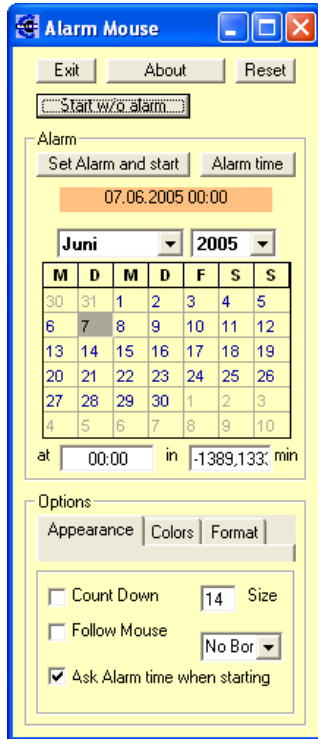 Alarm Mouse
Exit About Reset
Start w/o alarm
Alarm
Set Alarm and start Alarm time
07.06.2005 00:00
Juni 2005
M D M D F S S
30 31 1 2 3 4 5
6 7 8 9 10 11 12
13 14 15 16 17 18 19
20 21 22 23 24 25 26
27 28 29 30 1 2 3
4 5 6 7 8 9 10
at 00:00 in -1389,133 min
Options
Appearance Colors Format
Count Down 14 Size
Follow Mouse
No Bor
Ask Alarm time when starting